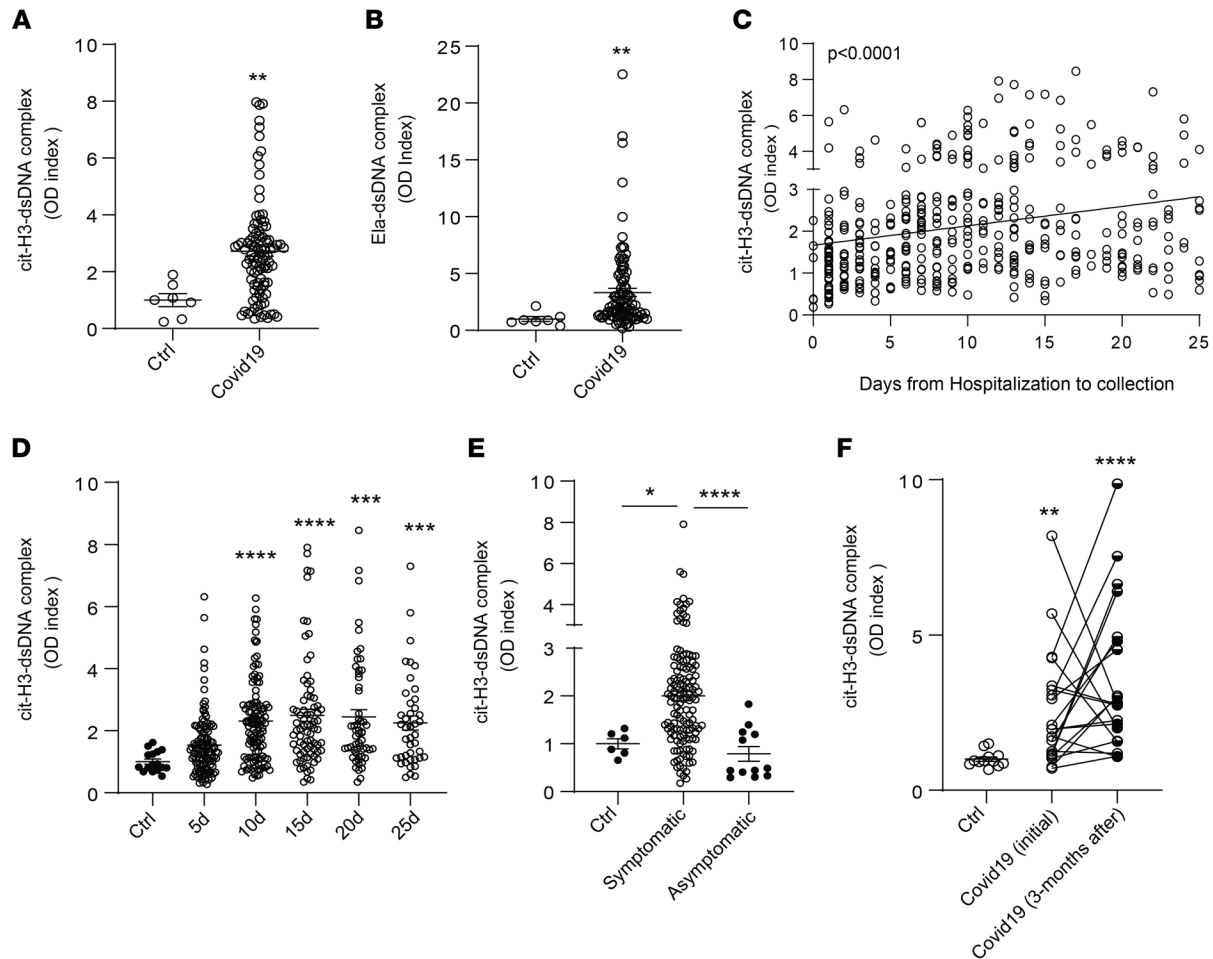 A
cit-H3-dsDNA complex
(OD index )
10
8
6
4
2
0
**
Ctrl
Covid19
B
Ela-dsDNA complex
(OD Index)
25
20
15
10
5
0
**
Ctrl
Covid19
C
cit-H3-dsDNA complex
(OD index )
p<0.0001
10
8
6
4
3
2
1
0
0
5
10
15
20
25
Days from Hospitalization to collection
D
cit-H3-dsDNA complex
(OD index )
10
8
6
4
2
0
****
****
***
***
Ctrl
5d
10d
15d
20d
25d
E
cit-H3-dsDNA complex
(OD index )
10
8
6
4
3
2
1
0
*
****
Ctrl
Symptomatic
Asymptomatic
F
cit-H3-dsDNA complex
(OD index )
10
5
0
**
****
Ctrl
Covid19 (initial)
Covid19 (3-months after)